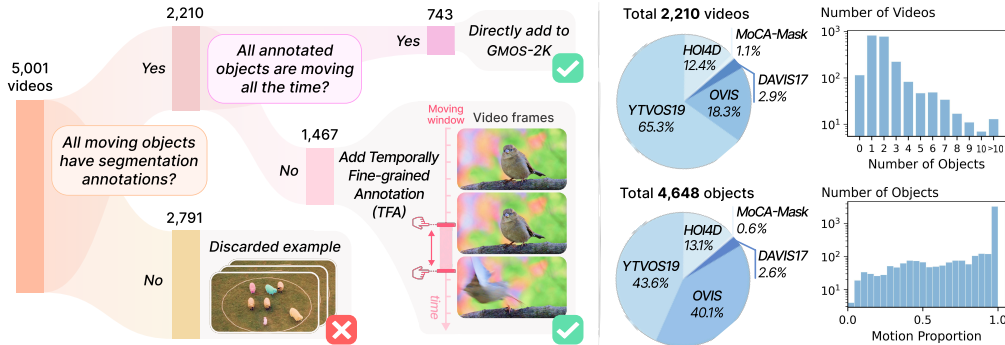 5,001
videos
Yes
2,210
All moving objects
have segmentation
annotations?
No
2,791
Discarded example
All annotated
objects are moving
all the time?
Yes
743
Directly add to
GMOS-2K
No
1,467
Add Temporally
Fine-grained
Annotation
(TFA)
Moving
window
Video frames
time
Total 2,210 videos
HOI4D
12.4%
MoCA-Mask
1.1%
DAVIS17
2.9%
OVIS
18.3%
YTVOS19
65.3%
Number of Videos
10³
10²
10¹
0 1 2 3 4 5 6 7 8 9 10 >10
Number of Objects
Total 4,648 objects
HOI4D
13.1%
MoCA-Mask
0.6%
DAVIS17
2.6%
YTVOS19
43.6%
OVIS
40.1%
Number of Objects
10³
10²
10¹
0.0 0.5 1.0
Motion Proportion